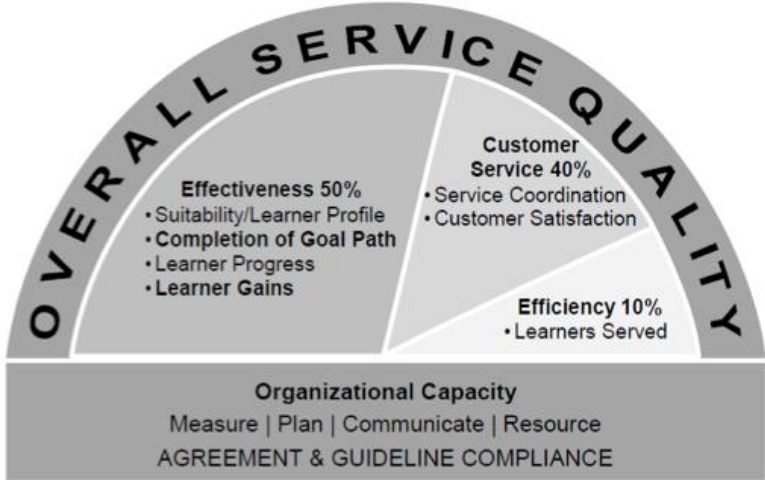 OVERALL SERVICE QUALITY
Effectiveness 50%
• Suitability/Learner Profile
• Completion of Goal Path
• Learner Progress
• Learner Gains
Customer
Service 40%
• Service Coordination
• Customer Satisfaction
Efficiency 10%
• Learners Served
Organizational Capacity
Measure | Plan | Communicate | Resource
AGREEMENT & GUIDELINE COMPLIANCE